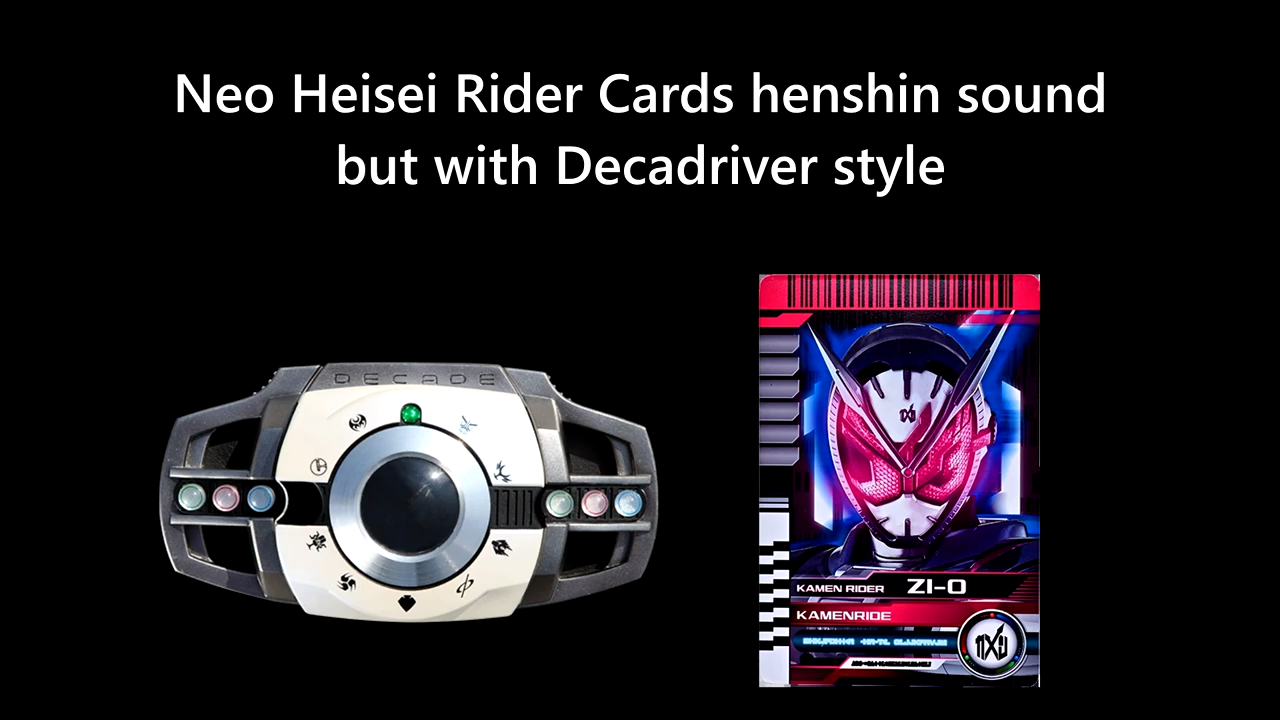 Neo Heisei Rider Cards henshin sound
but with Decadriver style
DECADE
KAMEN RIDER ZI-O
KAMENRIDE